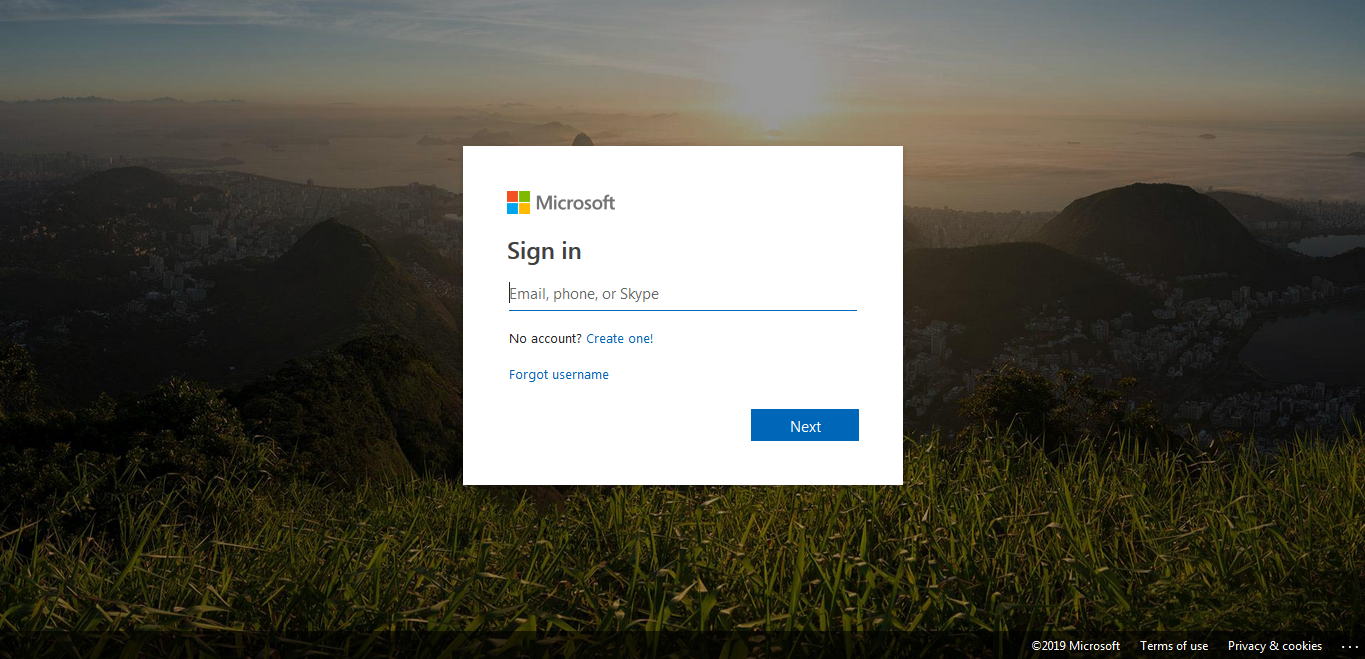 Microsoft
Sign in
Email, phone, or Skype
No account? Create one!
Forgot username
Next
©2019 Microsoft Terms of use Privacy & cookies ...